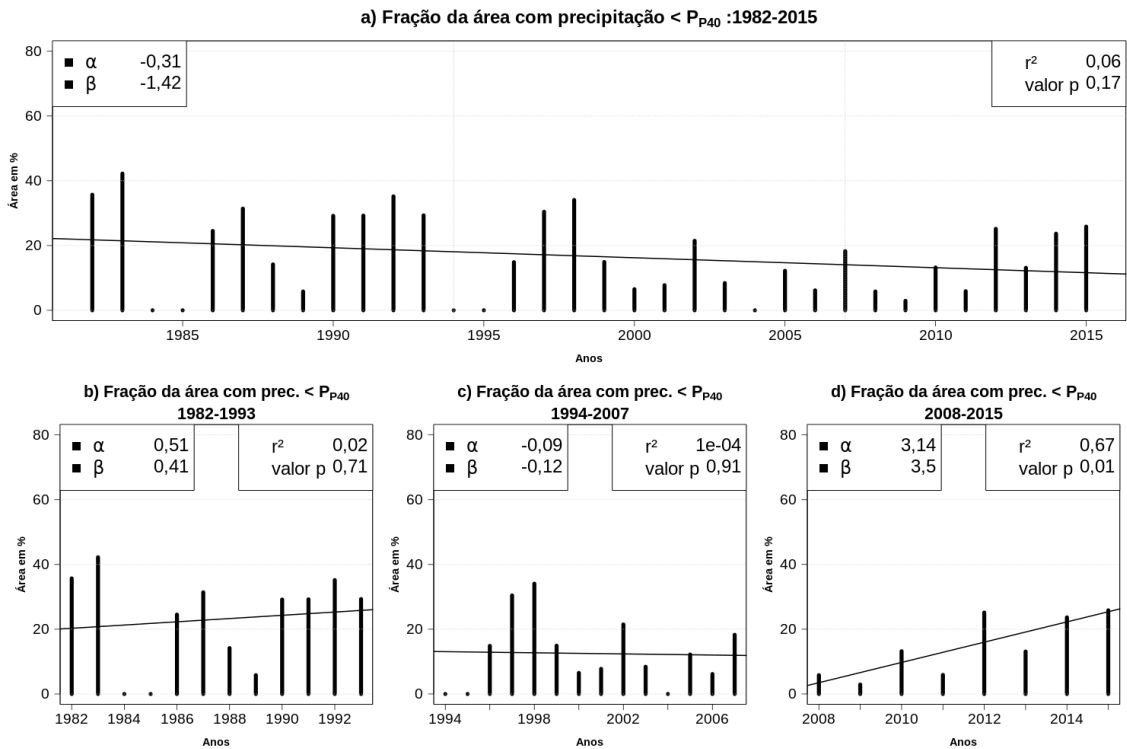 a) Fração da área com precipitação < PP40 :1982-2015
α -0,31
β -1,42
r² 0,06
valor p 0,17
Área em %
80
60
40
20
0
1985 1990 1995 2000 2005 2010 2015
Anos
b) Fração da área com prec. < PP40
1982-1993
α 0,51
β 0,41
r² 0,02
valor p 0,71
Área em %
80
60
40
20
0
1982 1984 1986 1988 1990 1992
Anos
c) Fração da área com prec. < PP40
1994-2007
α -0,09
β -0,12
r² 1e-04
valor p 0,91
Área em %
80
60
40
20
0
1994 1998 2002 2006
Anos
d) Fração da área com prec. < PP40
2008-2015
α 3,14
β 3,5
r² 0,67
valor p 0,01
Área em %
80
60
40
20
0
2008 2010 2012 2014
Anos